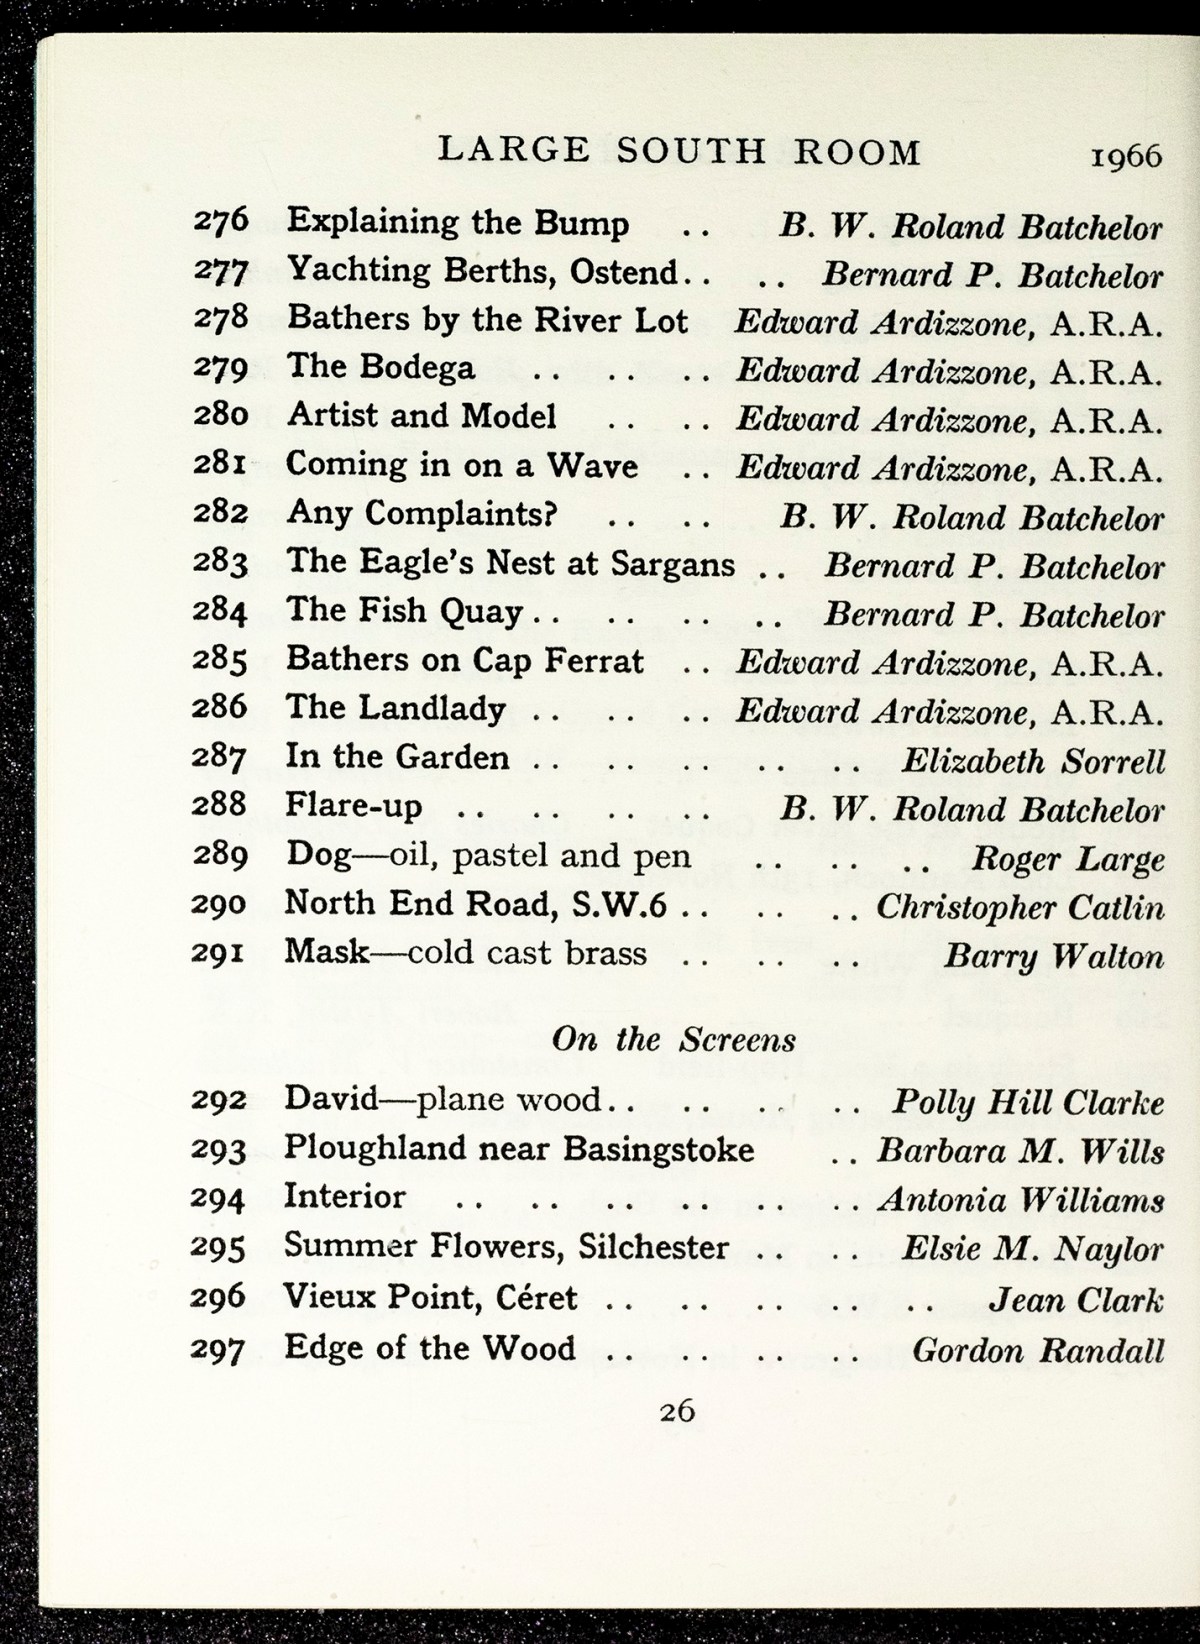 LARGE SOUTH ROOM 1966
276 Explaining the Bump .. B. W. Roland Batchelor
277 Yachting Berths, Ostend.. .. Bernard P. Batchelor
278 Bathers by the River Lot Edward Ardizzone, A.R.A.
279 The Bodega .. .. .. Edward Ardizzone, A.R.A.
280 Artist and Model .. .. Edward Ardizzone, A.R.A.
281 Coming in on a Wave .. Edward Ardizzone, A.R.A.
282 Any Complaints? .. .. B. W. Roland Batchelor
283 The Eagle's Nest at Sargans .. Bernard P. Batchelor
284 The Fish Quay.. .. .. .. Bernard P. Batchelor
285 Bathers on Cap Ferrat .. Edward Ardizzone, A.R.A.
286 The Landlady .. .. .. Edward Ardizzone, A.R.A.
287 In the Garden .. .. .. .. .. Elizabeth Sorrell
288 Flare-up .. .. .. .. B. W. Roland Batchelor
289 Dog—oil, pastel and pen .. .. .. Roger Large
290 North End Road, S.W.6 .. .. .. Christopher Catlin
291 Mask—cold cast brass .. .. .. Barry Walton
On the Screens
292 David—plane wood.. .. .. .. Polly Hill Clarke
293 Ploughland near Basingstoke .. Barbara M. Wills
294 Interior .. .. .. .. .. .. Antonia Williams
295 Summer Flowers, Silchester .. .. Elsie M. Naylor
296 Vieux Point, Céret .. .. .. .. .. Jean Clark
297 Edge of the Wood .. .. .. .. Gordon Randall
26